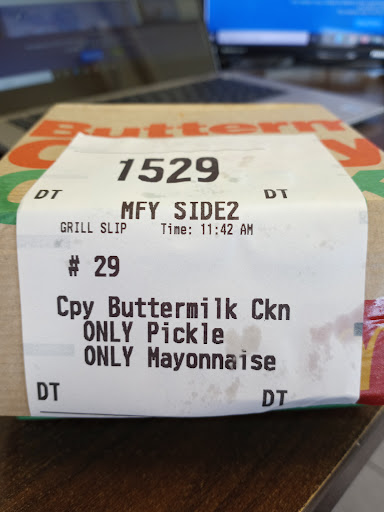 Buttern
1529
DT DT
MFY SIDE2
GRILL SLIP Time: 11:42 AM
# 29
Cpy Buttermilk Ckn
ONLY Pickle
ONLY Mayonnaise
DT DT